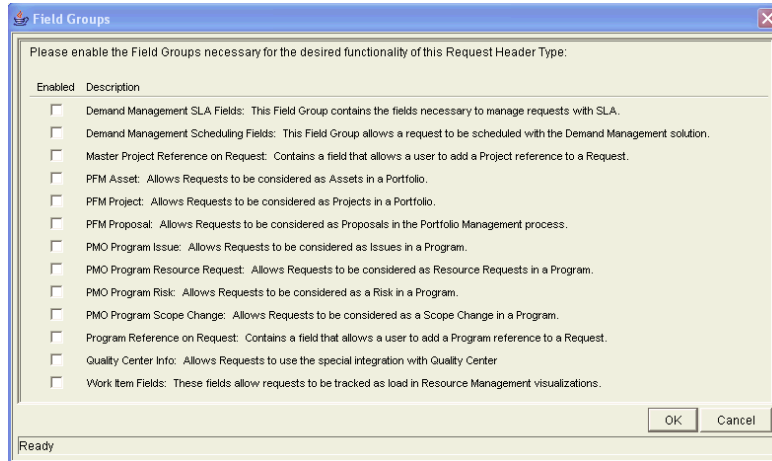 Field Groups
Please enable the Field Groups necessary for the desired functionality of this Request Header Type:
Enabled Description
Demand Management SLA Fields: This Field Group contains the fields necessary to manage requests with SLA.
Demand Management Scheduling Fields: This Field Group allows a request to be scheduled with the Demand Management solution.
Master Project Reference on Request: Contains a field that allows a user to add a Project reference to a Request.
PFM Asset: Allows Requests to be considered as Assets in a Portfolio.
PFM Project: Allows Requests to be considered as Projects in a Portfolio.
PFM Proposal: Allows Requests to be considered as Proposals in the Portfolio Management process.
PMO Program Issue: Allows Requests to be considered as Issues in a Program.
PMO Program Resource Request: Allows Requests to be considered as Resource Requests in a Program.
PMO Program Risk: Allows Requests to be considered as a Risk in a Program.
PMO Program Scope Change: Allows Requests to be considered as a Scope Change in a Program.
Program Reference on Request: Contains a field that allows a user to add a Program reference to a Request.
Quality Center Info: Allows Requests to use the special integration with Quality Center
Work Item Fields: These fields allow requests to be tracked as load in Resource Management visualizations.
OK Cancel
Ready